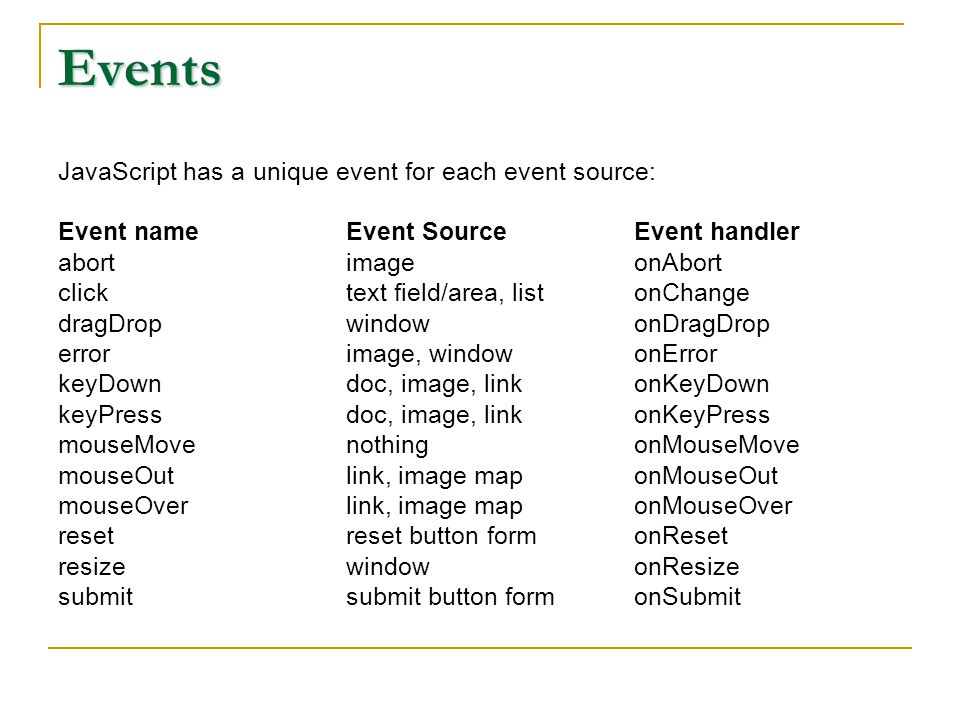 Events
JavaScript has a unique event for each event source:
Event name Event Source Event handler
abort image onAbort
click text field/area, list onChange
dragDrop window onDragDrop
error image, window onError
keyDown doc, image, link onKeyDown
keyPress doc, image, link onKeyPress
mouseMove nothing onMouseMove
mouseOut link, image map onMouseOut
mouseOver link, image map onMouseOver
reset reset button form onReset
resize window onResize
submit submit button form onSubmit